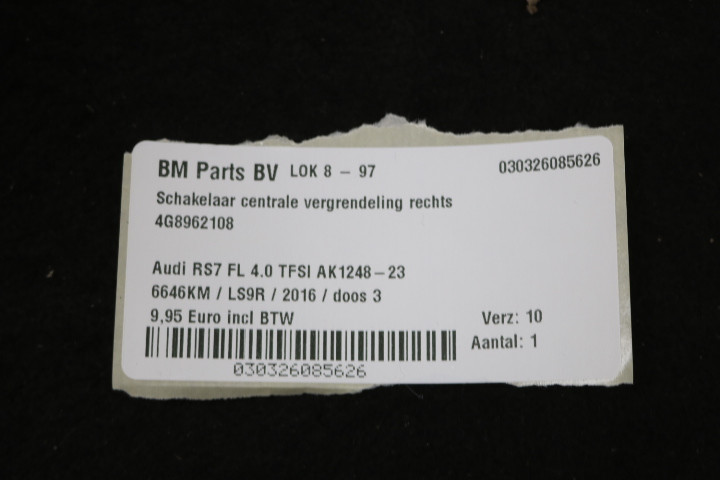 BM Parts BV LOK 8 - 97 030326085626
Schakelaar centrale vergrendeling rechts
4G8962108
Audi RS7 FL 4.0 TFSI AK1248-23
6646KM / LS9R / 2016 / doos 3
9,95 Euro incl BTW Verz: 10
Aantal: 1
030326085626